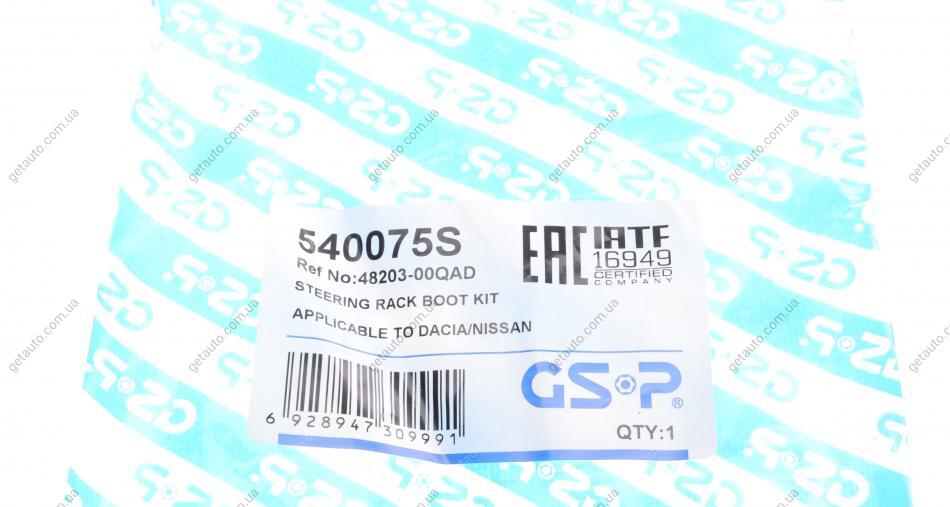 540075S
Ref No:48203-00QAD
STEERING RACK BOOT KIT
APPLICABLE TO DACIA/NISSAN
EAC
IATF
16949
CERTIFIED
COMPANY
GS·P®
QTY:1
6 928947 309991
getauto.com.ua